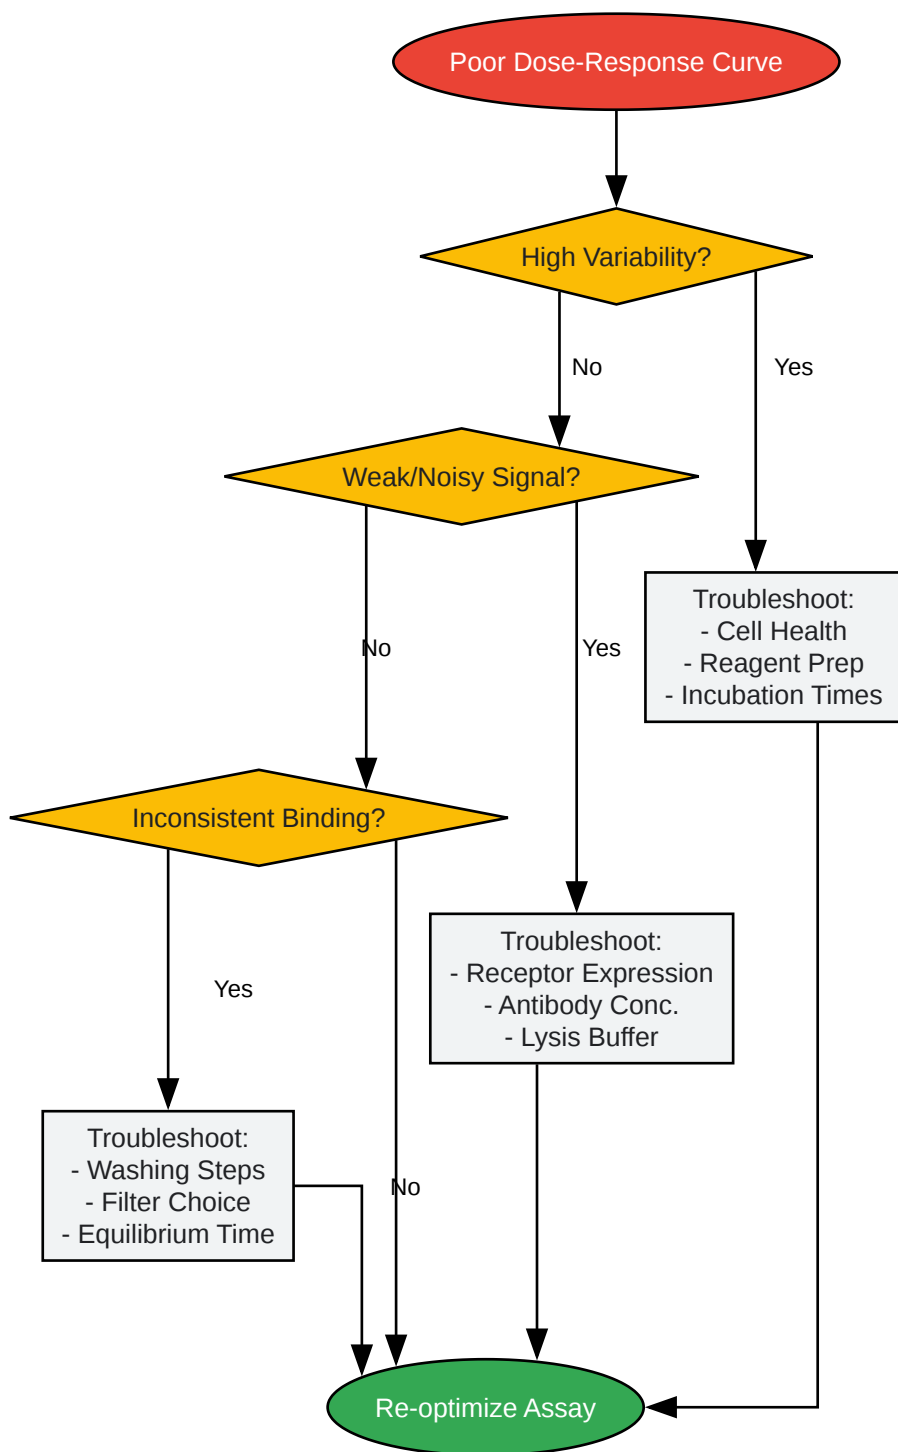 Poor Dose-Response Curve
High Variability?
No
Yes
Weak/Noisy Signal?
Troubleshoot:
- Cell Health
- Reagent Prep
- Incubation Times
No
Yes
Inconsistent Binding?
Troubleshoot:
- Receptor Expression
- Antibody Conc.
- Lysis Buffer
Yes
Troubleshoot:
- Washing Steps
- Filter Choice
- Equilibrium Time
No
Re-optimize Assay